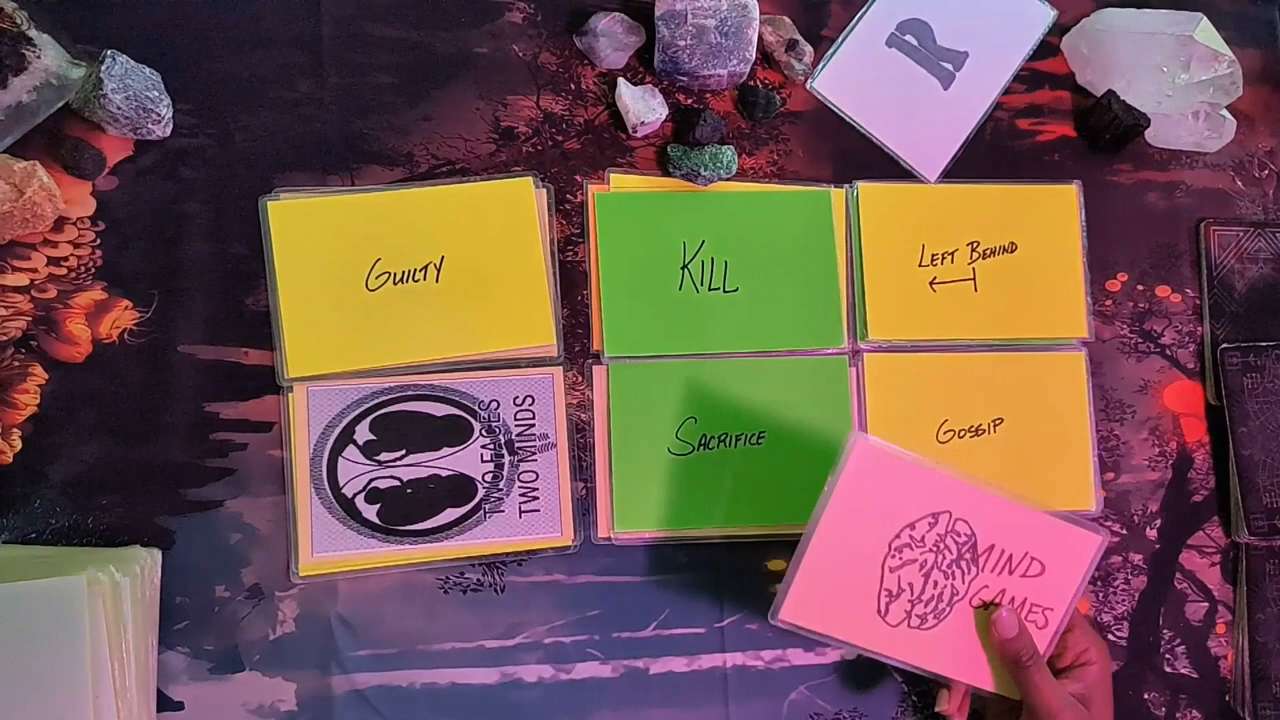 R
GUILTY
KILL
LEFT BEHIND
TWO FACES
TWO MINDS
SACRIFICE
GOSSIP
MIND
GAMES